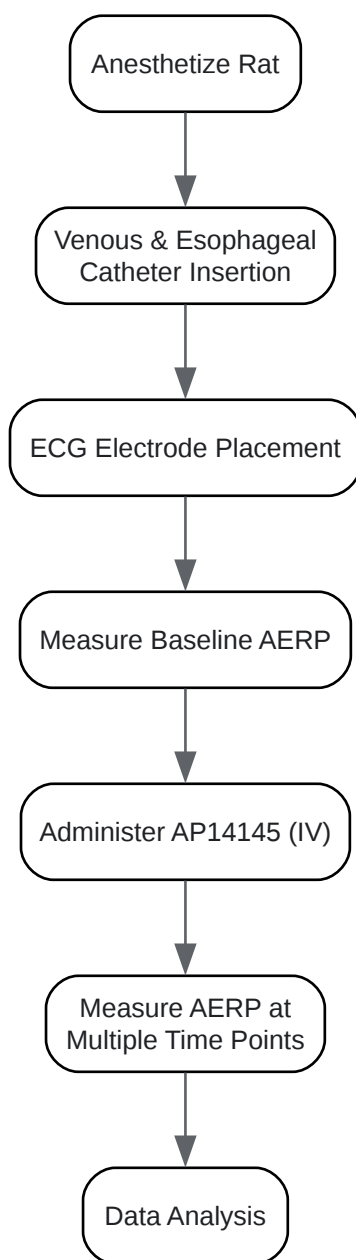 Anesthetize Rat
Venous & Esophageal
Catheter Insertion
ECG Electrode Placement
Measure Baseline AERP
Administer AP14145 (IV)
Measure AERP at
Multiple Time Points
Data Analysis